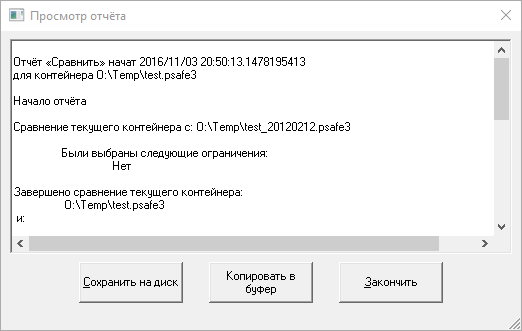 Просмотр отчёта
Отчёт «Сравнить» начат 2016/11/03 20:50:13.1478195413
для контейнера O:\Temp\test.psafe3
Начало отчёта
Сравнение текущего контейнера с: O:\Temp\test_20120212.psafe3
Были выбраны следующие ограничения:
Нет
Завершено сравнение текущего контейнера:
O:\Temp\test.psafe3
и:
Сохранить на диск
Копировать в
буфер
Закончить